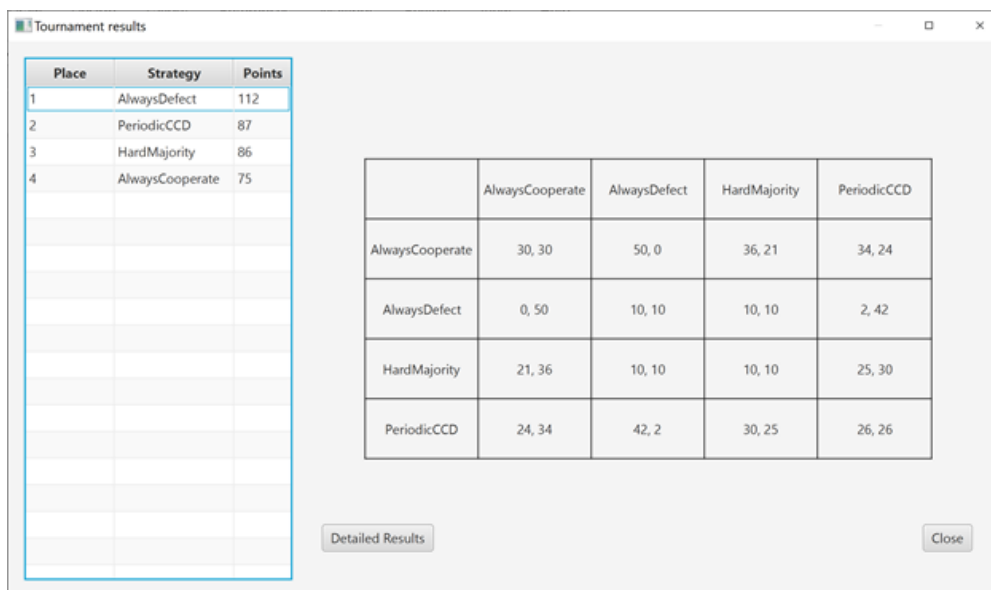 Tournament results
Place Strategy Points
1 AlwaysDefect 112
2 PeriodicCCD 87
3 HardMajority 86
4 AlwaysCooperate 75
AlwaysCooperate AlwaysDefect HardMajority PeriodicCCD
AlwaysCooperate 30, 30 50, 0 36, 21 34, 24
AlwaysDefect 0, 50 10, 10 10, 10 2, 42
HardMajority 21, 36 10, 10 10, 10 25, 30
PeriodicCCD 24, 34 42, 2 30, 25 26, 26
Detailed Results Close